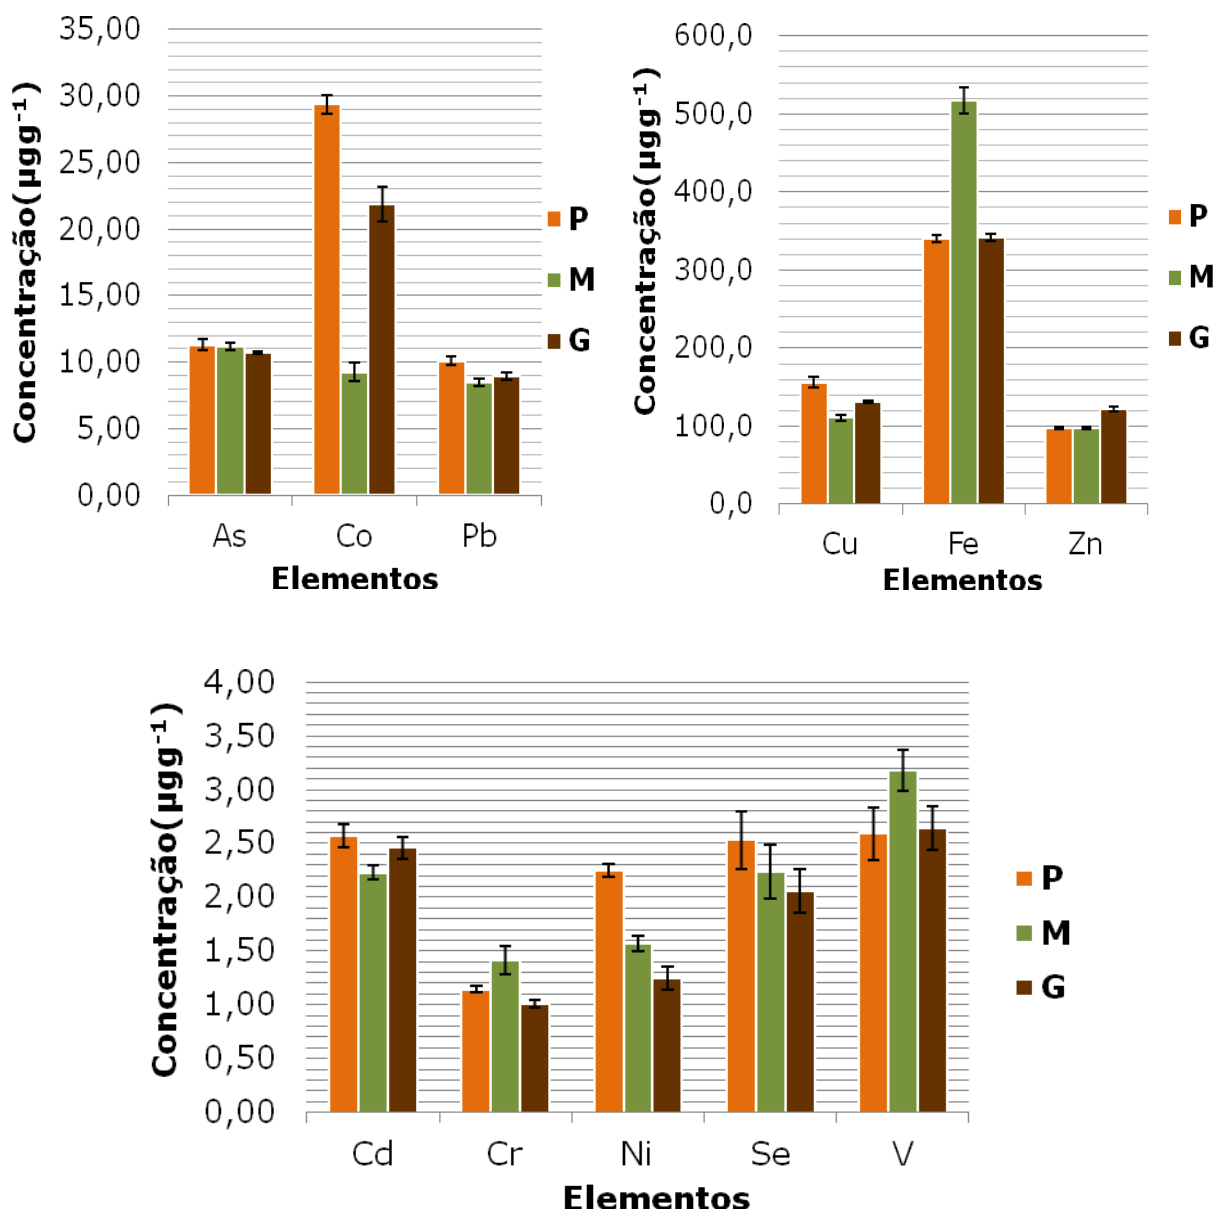 Concentração(µgg⁻¹)
35,00
30,00
25,00
20,00
15,00
10,00
5,00
0,00
As Co Pb
Elementos
P
M
G
Concentração(µgg⁻¹)
600,0
500,0
400,0
300,0
200,0
100,0
0,0
Cu Fe Zn
Elementos
P
M
G
Concentração(µgg⁻¹)
4,00
3,50
3,00
2,50
2,00
1,50
1,00
0,50
0,00
Cd Cr Ni Se V
Elementos
P
M
G